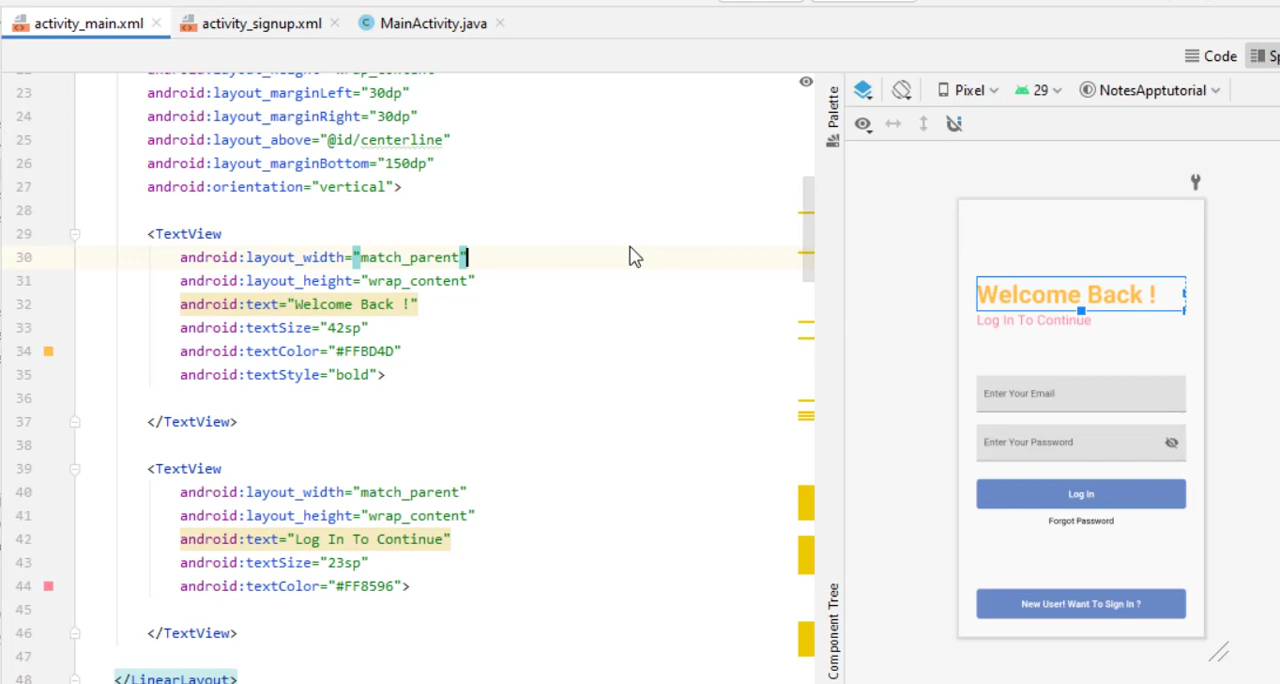 activity_main.xml
activity_signup.xml
MainActivity.java
Code
23 android:layout_marginLeft="30dp"
24 android:layout_marginRight="30dp"
25 android:layout_above="@id/centerline"
26 android:layout_marginBottom="150dp"
27 android:orientation="vertical">
28
29 <TextView
30 android:layout_width="match_parent"
31 android:layout_height="wrap_content"
32 android:text="Welcome Back !"
33 android:textSize="42sp"
34 android:textColor="#FFBD4D"
35 android:textStyle="bold">
36
37 </TextView>
38
39 <TextView
40 android:layout_width="match_parent"
41 android:layout_height="wrap_content"
42 android:text="Log In To Continue"
43 android:textSize="23sp"
44 android:textColor="#FF8596">
45
46 </TextView>
47
48 </LinearLayout>
Palette
Component Tree
Pixel
29
NotesApptutorial
Welcome Back !
Log In To Continue
Enter Your Email
Enter Your Password
Log In
Forgot Password
New User! Want To Sign In ?